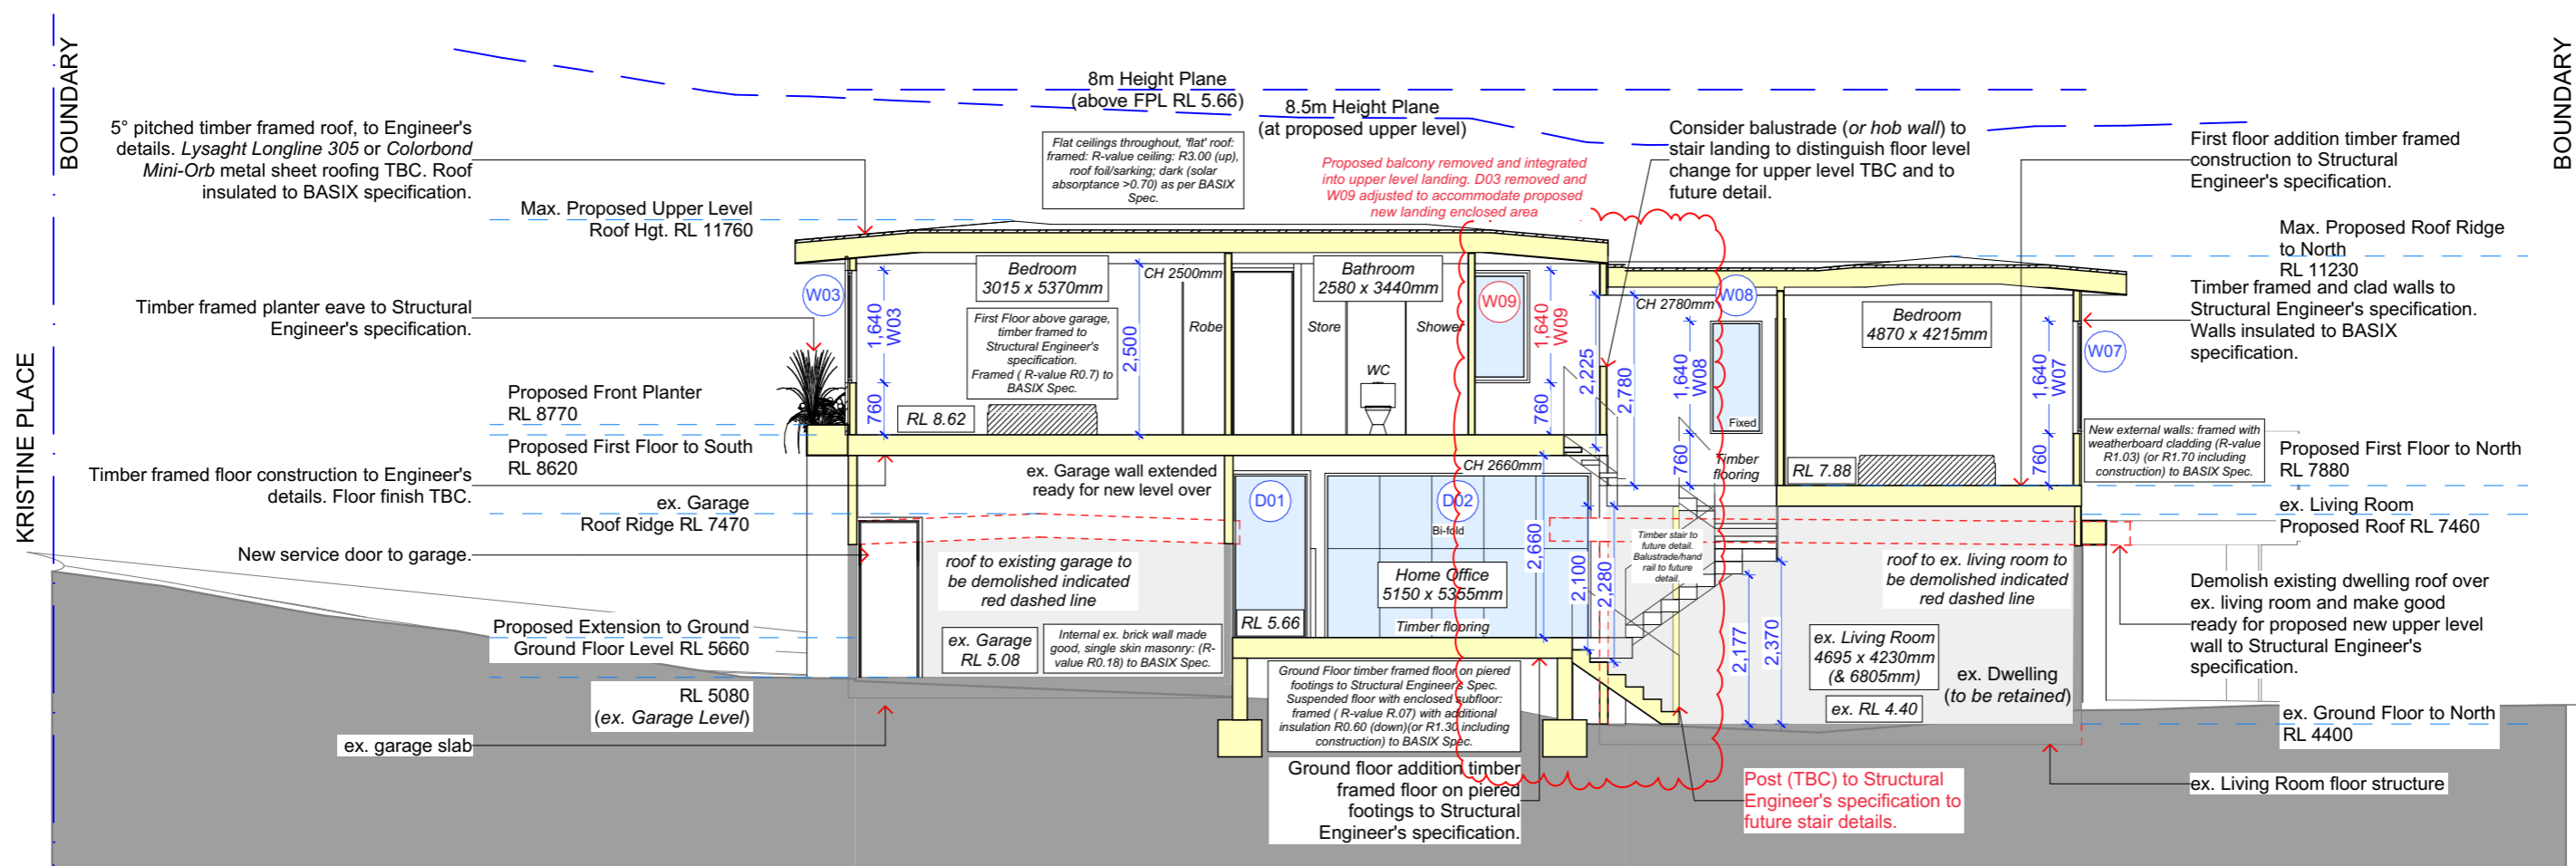 BOUNDARY
BOUNDARY
KRISTINE PLACE
8m Height Plane
(above FPL RL 5.66)
8.5m Height Plane
(at proposed upper level)
5° pitched timber framed roof, to Engineer's
details. Lysaght Longline 305 or Colorbond
Mini-Orb metal sheet roofing TBC. Roof
insulated to BASIX specification.
Max. Proposed Upper Level
Roof Hgt. RL 11760
Timber framed planter eave to Structural
Engineer's specification.
Proposed Front Planter
RL 8770
Proposed First Floor to South
RL 8620
Timber framed floor construction to Engineer's
details. Floor finish TBC.
ex. Garage
Roof Ridge RL 7470
New service door to garage.
Proposed Extension to Ground
Ground Floor Level RL 5660
RL 5080
(ex. Garage Level)
ex. garage slab
Flat ceilings throughout, 'flat' roof:
framed: R-value ceiling: R3.00 (up),
roof foil/sarking; dark (solar
absorptance >0.70) as per BASIX
Spec.
Proposed balcony removed and integrated
into upper level landing. D03 removed and
W09 adjusted to accommodate proposed
new landing enclosed area
Consider balustrade (or hob wall) to
stair landing to distinguish floor level
change for upper level TBC and to
future detail.
First floor addition timber framed
construction to Structural
Engineer's specification.
Max. Proposed Roof Ridge
to North
RL 11230
Timber framed and clad walls to
Structural Engineer's specification.
Walls insulated to BASIX
specification.
W03
1,640
W03
760
Bedroom
3015 x 5370mm
First Floor above garage,
timber framed to
Structural Engineer's
specification.
Framed ( R-value R0.7) to
BASIX Spec.
RL 8.62
2,500
CH 2500mm
Robe
Bathroom
2580 x 3440mm
Store
Shower
WC
W09
1,640
W09
760
2,225
2,780
CH 2780mm
W08
1,640
W08
760
Fixed
Timber
flooring
Bedroom
4870 x 4215mm
RL 7.88
1,640
W07
760
W07
New external walls: framed with
weatherboard cladding (R-value
R1.03) (or R1.70 including
construction) to BASIX Spec.
Proposed First Floor to North
RL 7880
ex. Living Room
Proposed Roof RL 7460
Demolish existing dwelling roof over
ex. living room and make good
ready for proposed new upper level
wall to Structural Engineer's
specification.
ex. Ground Floor to North
RL 4400
ex. Living Room floor structure
ex. Garage wall extended
ready for new level over
roof to existing garage to
be demolished indicated
red dashed line
ex. Garage
RL 5.08
Internal ex. brick wall made
good, single skin masonry: (R-
value R0.18) to BASIX Spec.
D01
RL 5.66
D02
Bi-fold
CH 2660mm
Home Office
5150 x 5355mm
Timber flooring
2,660
2,100
2,280
Timber stair to
future detail.
Balustrade/hand
rail to future
detail.
2,177
2,370
roof to ex. living room to
be demolished indicated
red dashed line
ex. Living Room
4695 x 4230mm
(& 6805mm)
ex. RL 4.40
ex. Dwelling
(to be retained)
Ground Floor timber framed floor on piered
footings to Structural Engineer's Spec.
Suspended floor with enclosed subfloor:
framed ( R-value R.07) with additional
insulation R0.60 (down)(or R1.30 including
construction) to BASIX Spec.
Ground floor addition timber
framed floor on piered
footings to Structural
Engineer's specification.
Post (TBC) to Structural
Engineer's specification to
future stair details.